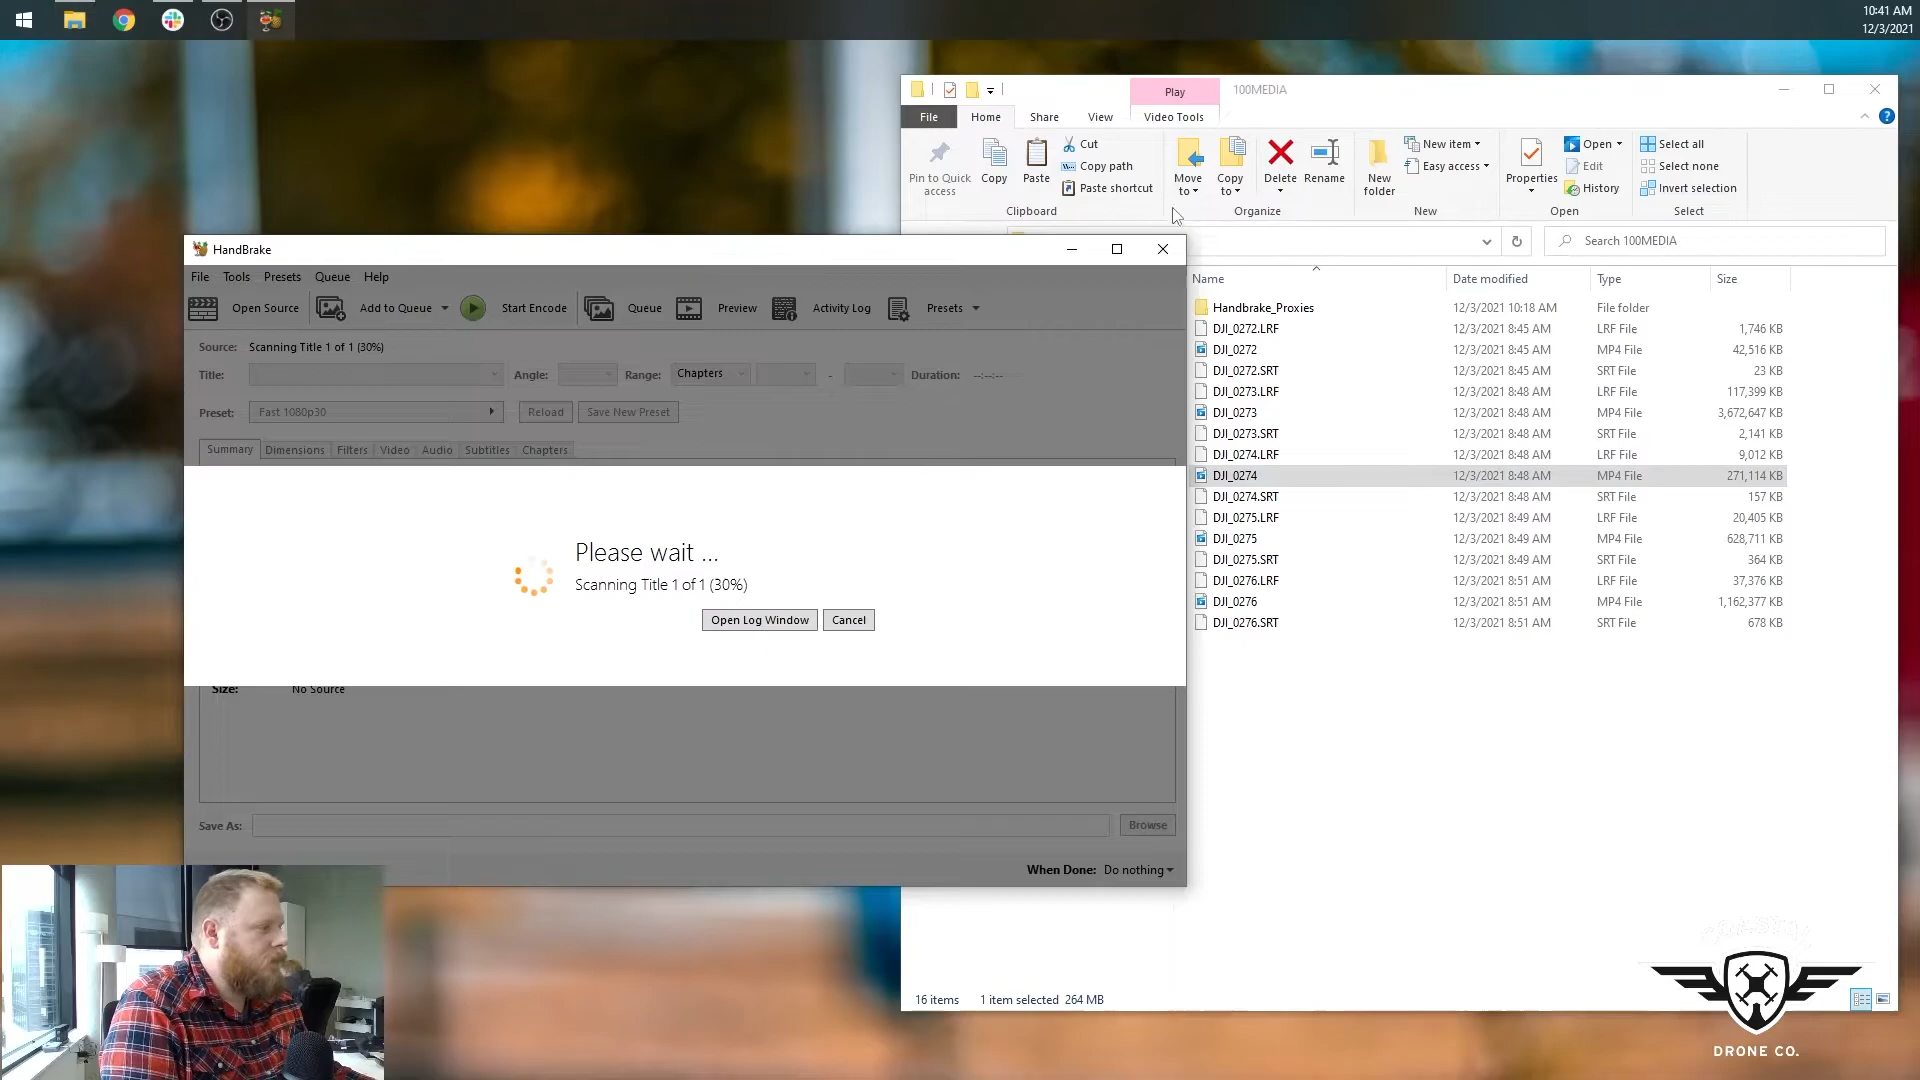 10:41 AM
12/3/2021
Play
100MEDIA
File
Home
Share
View
Video Tools
Pin to Quick access
Copy
Paste
Cut
Copy path
Paste shortcut
Clipboard
Move to
Copy to
Delete
Rename
Organize
New folder
New item
Easy access
New
Properties
Open
Edit
History
Open
Select all
Select none
Invert selection
Select
Search 100MEDIA
HandBrake
File Tools Presets Queue Help
Open Source Add to Queue Start Encode Queue Preview Activity Log Presets
Source: Scanning Title 1 of 1 (30%)
Title: Angle: Range: Chapters - Duration: --:--:--
Preset: Fast 1080p30 Reload Save New Preset
Summary Dimensions Filters Video Audio Subtitles Chapters
Please wait ...
Scanning Title 1 of 1 (30%)
Open Log Window Cancel
Size: No Source
Save As: Browse
When Done: Do nothing
Name Date modified Type Size
Handbrake_Proxies 12/3/2021 10:18 AM File folder
DJI_0272.LRF 12/3/2021 8:45 AM LRF File 1,746 KB
DJI_0272 12/3/2021 8:45 AM MP4 File 42,516 KB
DJI_0272.SRT 12/3/2021 8:45 AM SRT File 23 KB
DJI_0273.LRF 12/3/2021 8:48 AM LRF File 117,399 KB
DJI_0273 12/3/2021 8:48 AM MP4 File 3,672,647 KB
DJI_0273.SRT 12/3/2021 8:48 AM SRT File 2,141 KB
DJI_0274.LRF 12/3/2021 8:48 AM LRF File 9,012 KB
DJI_0274 12/3/2021 8:48 AM MP4 File 271,114 KB
DJI_0274.SRT 12/3/2021 8:48 AM SRT File 157 KB
DJI_0275.LRF 12/3/2021 8:49 AM LRF File 20,405 KB
DJI_0275 12/3/2021 8:49 AM MP4 File 628,711 KB
DJI_0275.SRT 12/3/2021 8:49 AM SRT File 364 KB
DJI_0276.LRF 12/3/2021 8:51 AM LRF File 37,376 KB
DJI_0276 12/3/2021 8:51 AM MP4 File 1,162,377 KB
DJI_0276.SRT 12/3/2021 8:51 AM SRT File 678 KB
16 items 1 item selected 264 MB
DRONE CO.